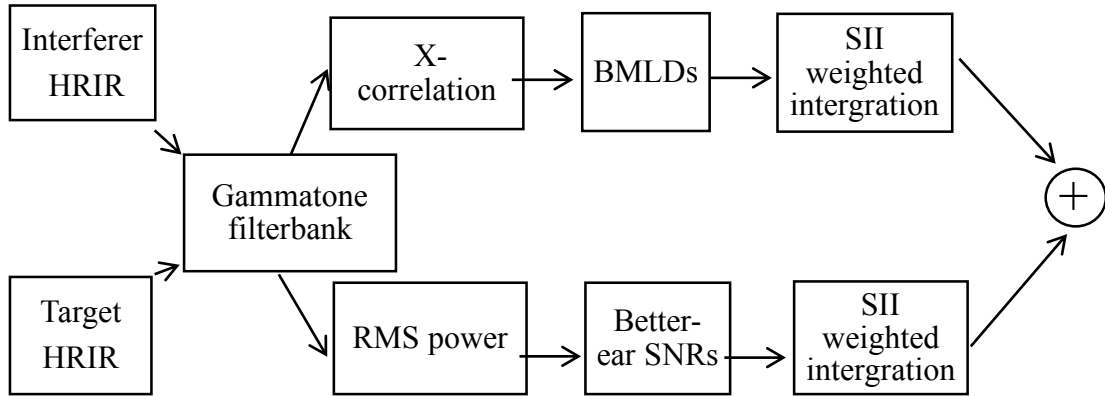 Interferer
HRIR
X-
correlation
BMLDs
SII
weighted
intergration
Gammatone
filterbank
+
Target
HRIR
RMS power
Better-
ear SNRs
SII
weighted
intergration